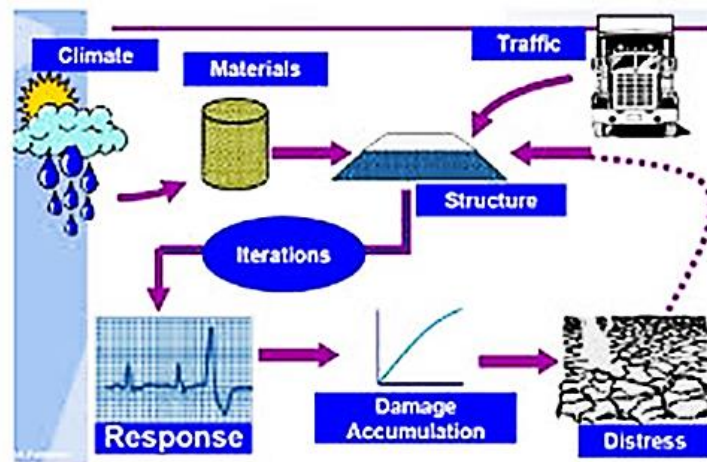 Climate
Materials
Traffic
Structure
Iterations
Response
Damage
Accumulation
Distress